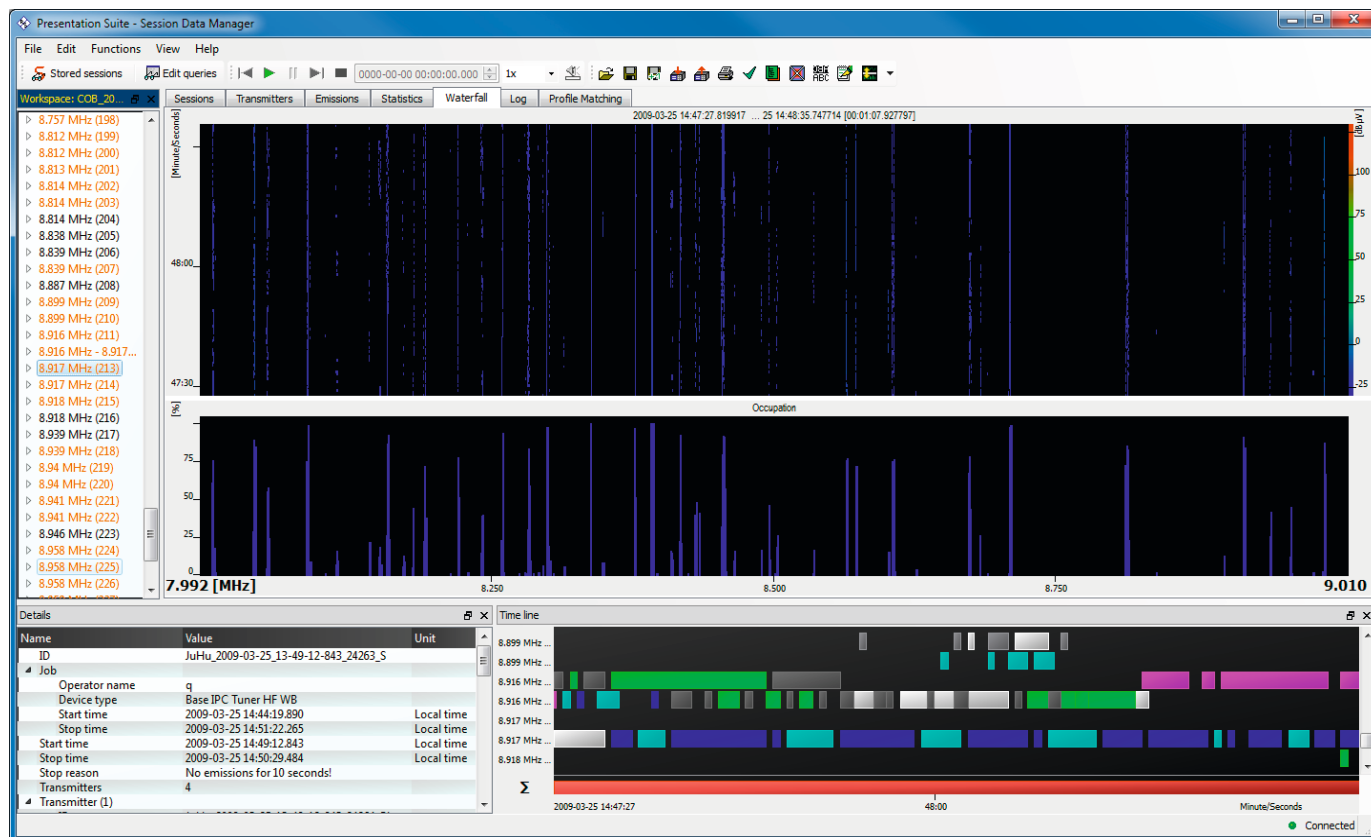 Presentation Suite - Session Data Manager
File Edit Functions View Help
Stored sessions Edit queries 0000-00-00 00:00:00.000 1x
Workspace: COB_20...
Sessions Transmitters Emissions Statistics Waterfall Log Profile Matching
8.757 MHz (198)
8.812 MHz (199)
8.812 MHz (200)
8.813 MHz (201)
8.814 MHz (202)
8.814 MHz (203)
8.814 MHz (204)
8.838 MHz (205)
8.839 MHz (206)
8.839 MHz (207)
8.887 MHz (208)
8.899 MHz (209)
8.899 MHz (210)
8.916 MHz (211)
8.916 MHz - 8.917...
8.917 MHz (213)
8.917 MHz (214)
8.918 MHz (215)
8.918 MHz (216)
8.939 MHz (217)
8.939 MHz (218)
8.94 MHz (219)
8.94 MHz (220)
8.941 MHz (221)
8.941 MHz (222)
8.946 MHz (223)
8.958 MHz (224)
8.958 MHz (225)
8.958 MHz (226)
2009-03-25 14:47:27.819917 ... 25 14:48:35.747714 [00:01:07.927797]
[Minute/Seconds]
48:00
47:30
[dBµV]
100
75
50
25
0
-25
Occupation
[%]
75
50
25
0
7.992 [MHz] 8.250 8.500 8.750 9.010
Details
Name Value Unit
ID JuHu_2009-03-25_13-49-12-843_24263_S
Job
Operator name q
Device type Base IPC Tuner HF WB
Start time 2009-03-25 14:44:19.890 Local time
Stop time 2009-03-25 14:51:22.265 Local time
Start time 2009-03-25 14:49:12.843 Local time
Stop time 2009-03-25 14:50:29.484 Local time
Stop reason No emissions for 10 seconds!
Transmitters 4
Transmitter (1)
Time line
8.899 MHz ...
8.899 MHz ...
8.916 MHz ...
8.916 MHz ...
8.917 MHz ...
8.917 MHz ...
8.918 MHz ...
Σ
2009-03-25 14:47:27 48:00 Minute/Seconds
Connected